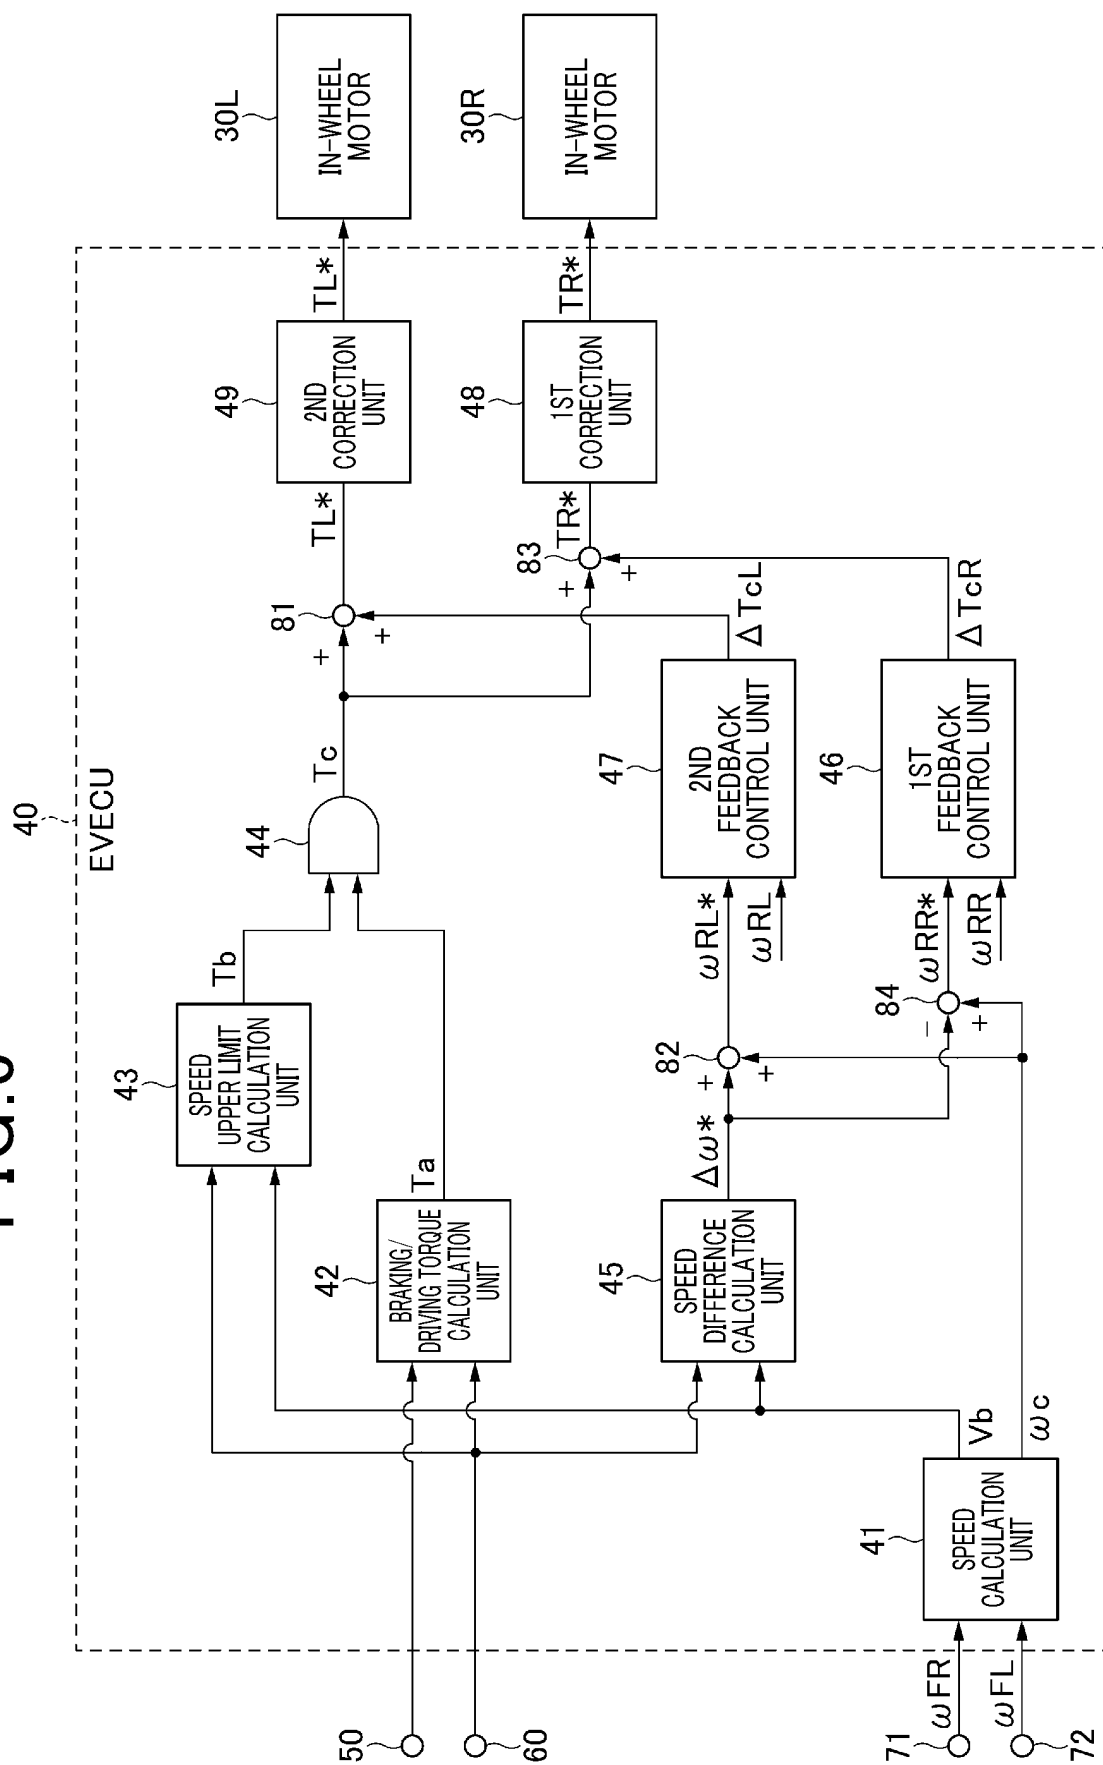 FIG.
40
EVECU
50
60
71
ωFR
72
ωFL
41
SPEED
CALCULATION
UNIT
Vb
ωc
42
BRAKING/
DRIVING TORQUE
CALCULATION
UNIT
Ta
43
SPEED
UPPER LIMIT
CALCULATION
UNIT
Tb
44
Tc
45
SPEED
DIFFERENCE
CALCULATION
UNIT
Δω*
82
+
+
84
−
+
ωRL*
ωRL
ωRR*
ωRR
47
2ND
FEEDBACK
CONTROL UNIT
ΔTcL
46
1ST
FEEDBACK
CONTROL UNIT
ΔTcR
81
+
+
83
+
+
TL*
TR*
49
2ND
CORRECTION
UNIT
TL*
48
1ST
CORRECTION
UNIT
TR*
30L
IN-WHEEL
MOTOR
30R
IN-WHEEL
MOTOR